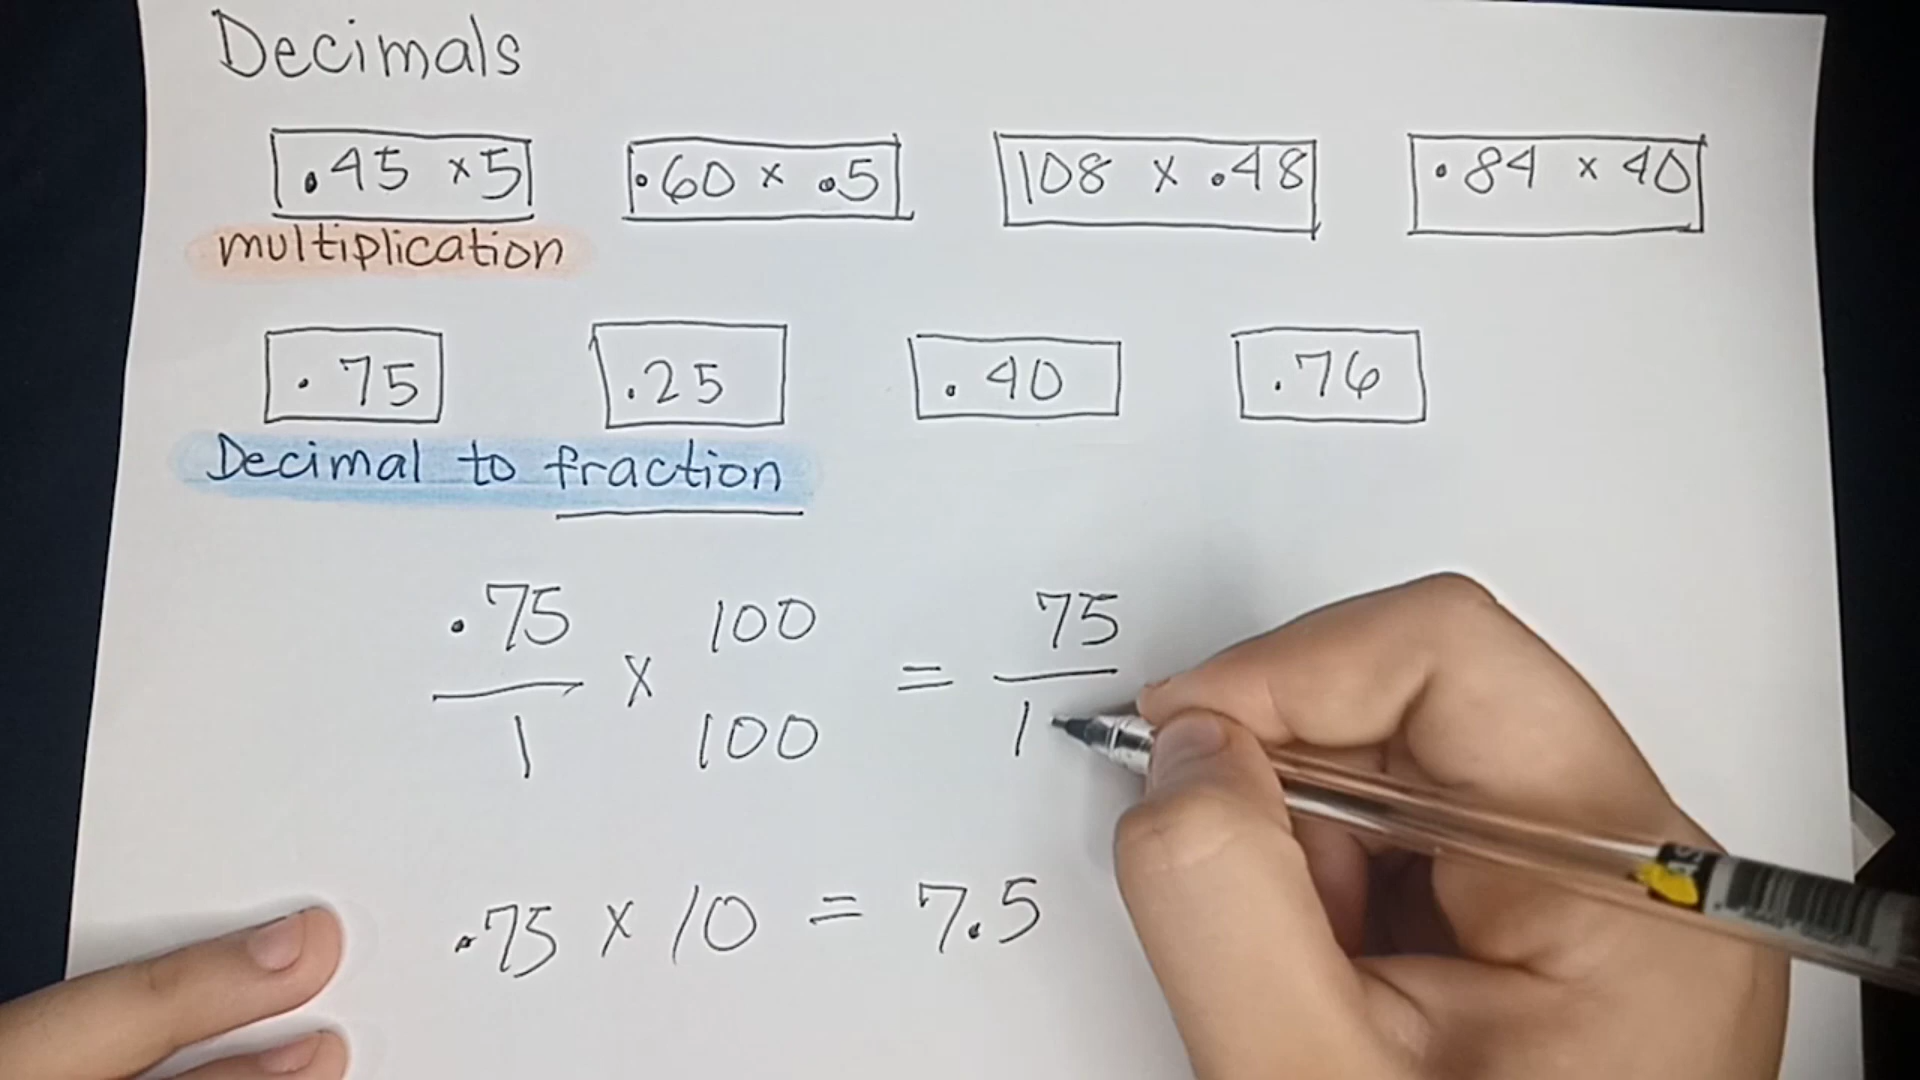 Decimals
.45 x 5 .60 x .5 108 x .48 .84 x 40
multiplication
.75 .25 .40 .76
Decimal to fraction
.75 100 75
x =
1 100 1
.75 x 10 = 7.5